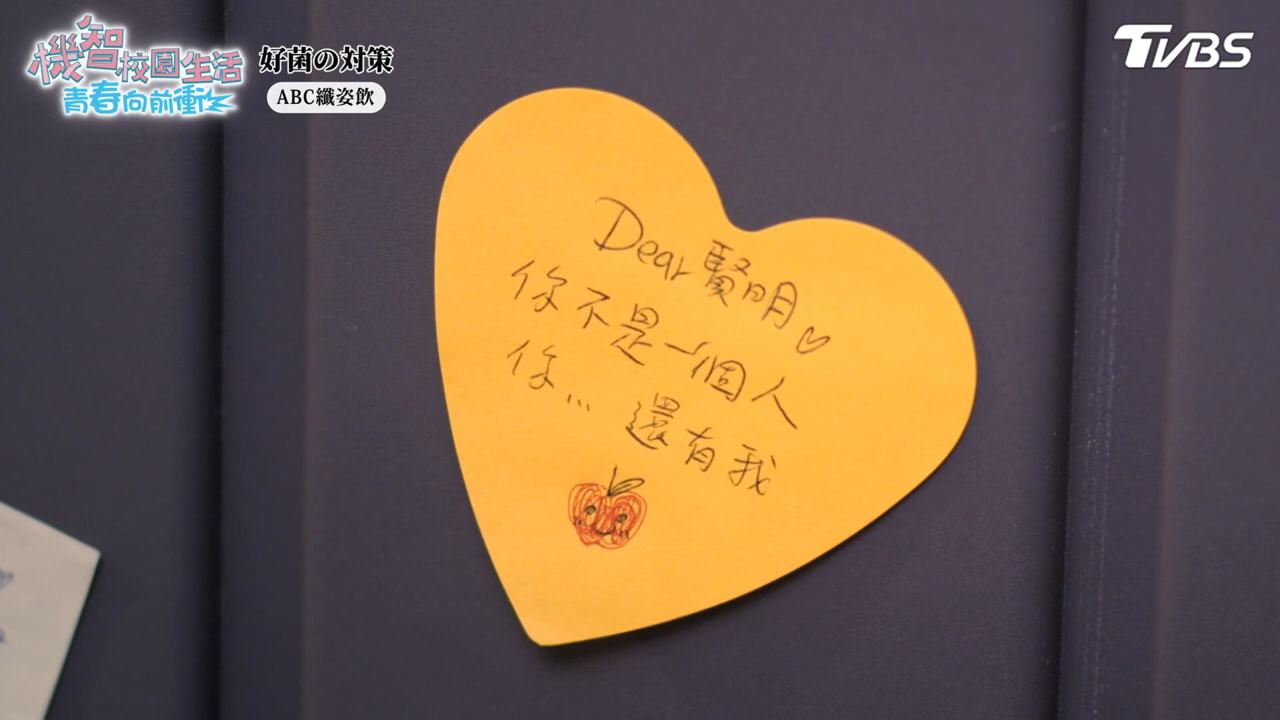 機智校園生活
青春向前衝
好菌の対策
ABC纖姿飲
TVBS
Dear 賢明♡
你不是一個人
你... 還有我